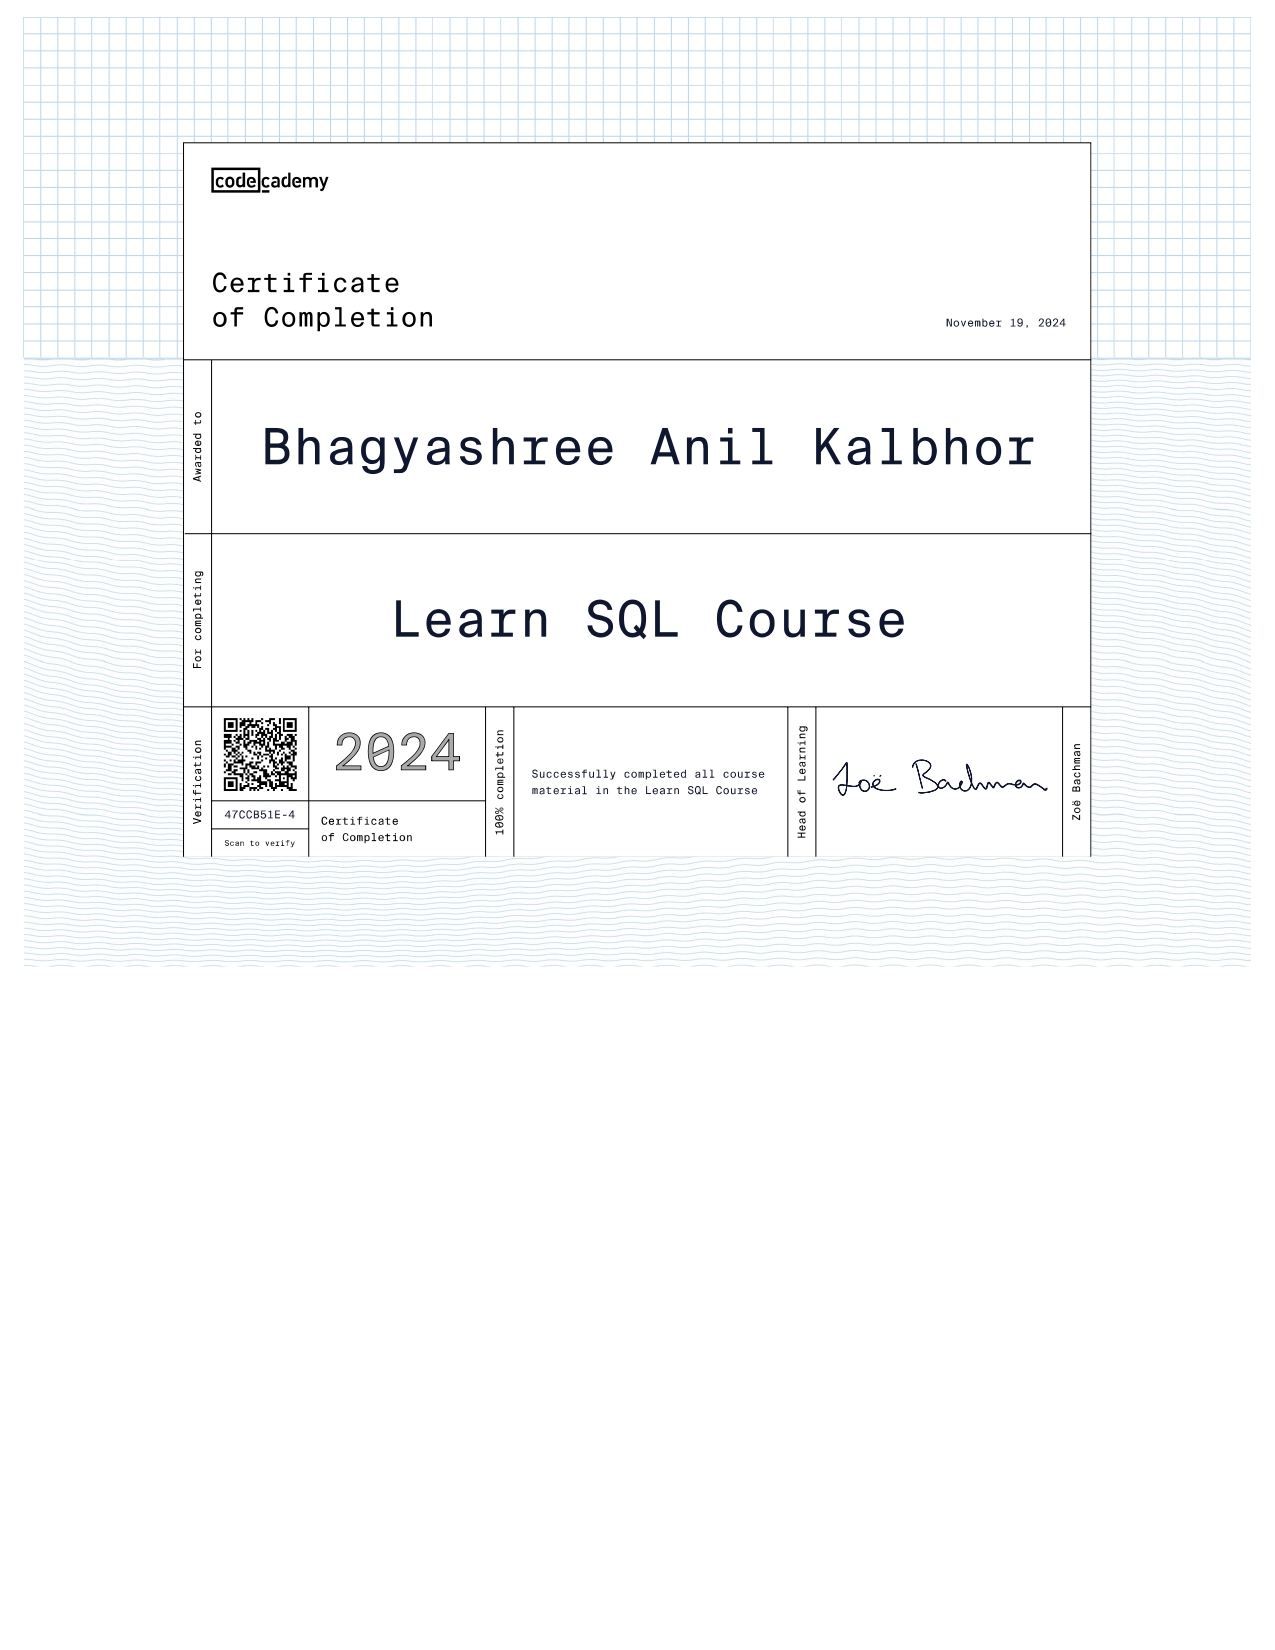 codecademy
Certificate
of Completion
November 19, 2024
Awarded to
Bhagyashree Anil Kalbhor
For completing
Learn SQL Course
Verification
47CCB51E-4
Scan to verify
2024
Certificate
of Completion
100% completion
Successfully completed all course
material in the Learn SQL Course
Head of Learning
Zoë Bachman
Zoë Bachman